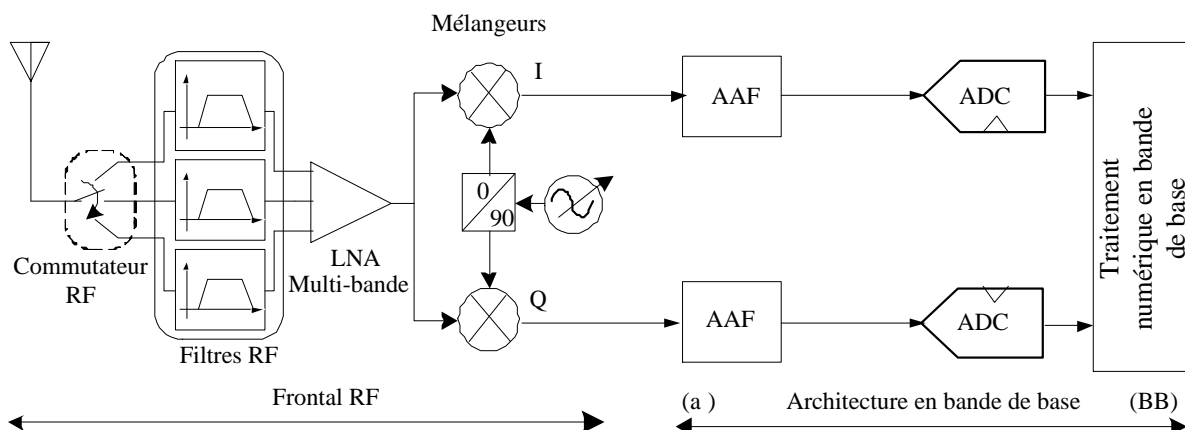 Mélangeurs
I
AAF
ADC
0
90
Commutateur
RF
LNA
Multi-bande
Filtres RF
Q
AAF
ADC
Traitement
numérique en bande
de base
Frontal RF
(a )
Architecture en bande de base
(BB)